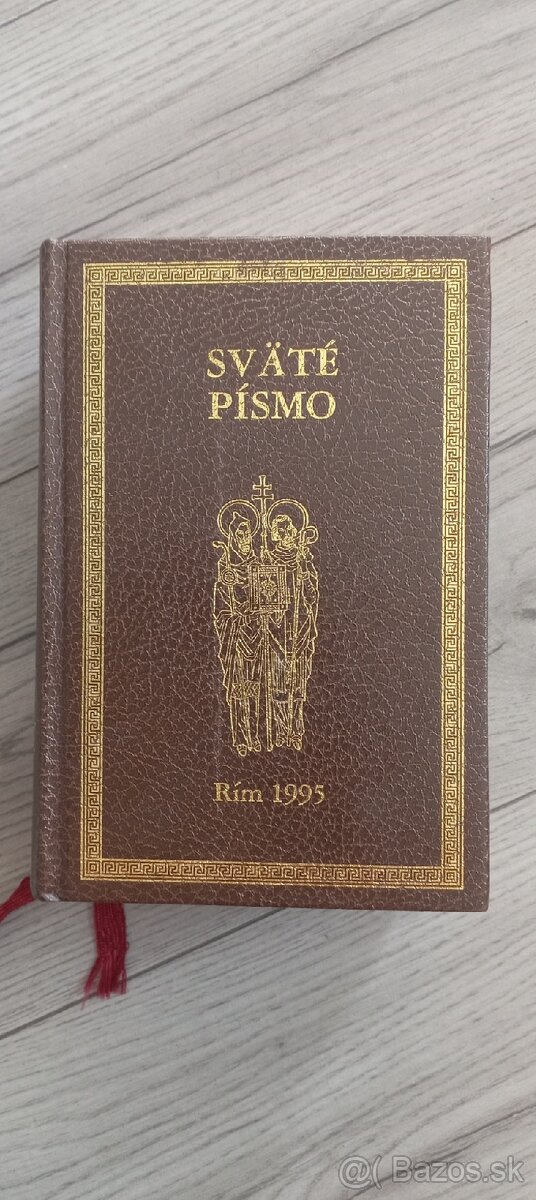 SVÄTÉ
PÍSMO
Rím 1995
@( Bazos.sk